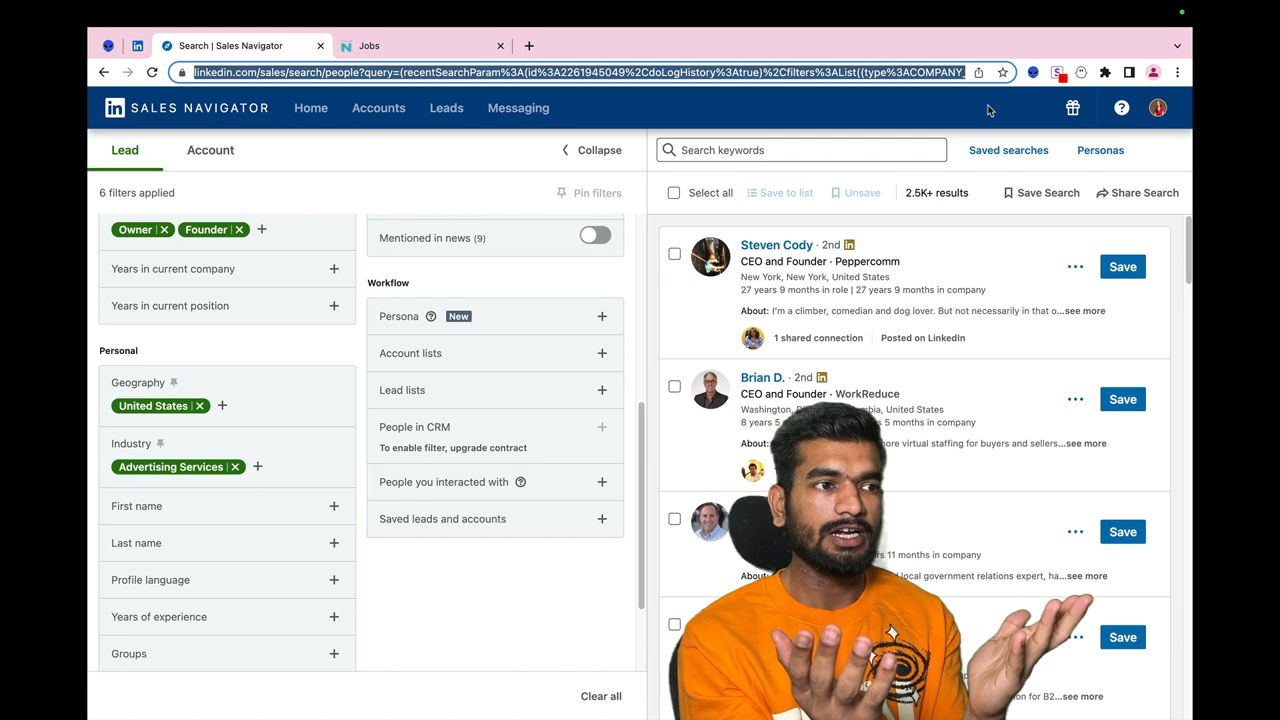 Search | Sales Navigator
Jobs
linkedin.com/sales/search/people?query=(recentSearchParam%3A(id%3A2261945049%2CdoLogHistory%3Atrue)%2Cfilters%3AList((type%3ACOMPANY_
in SALES NAVIGATOR
Home
Accounts
Leads
Messaging
Lead
Account
Collapse
6 filters applied
Pin filters
Owner
Founder
Years in current company
Years in current position
Personal
Geography
United States
Industry
Advertising Services
First name
Last name
Profile language
Years of experience
Groups
Mentioned in news (9)
Workflow
Persona
New
Account lists
Lead lists
People in CRM
To enable filter, upgrade contract
People you interacted with
Saved leads and accounts
Clear all
Search keywords
Saved searches
Personas
Select all
Save to list
Unsave
2.5K+ results
Save Search
Share Search
Steven Cody · 2nd in
CEO and Founder · Peppercomm
New York, New York, United States
27 years 9 months in role | 27 years 9 months in company
About: I'm a climber, comedian and dog lover. But not necessarily in that o...see more
1 shared connection
Posted on LinkedIn
Save
Brian D. · 2nd in
CEO and Founder · WorkReduce
Washington, United States
8 years 5 months in company
About: more virtual staffing for buyers and sellers...see more
Save
11 months in company
About: local government relations expert, ha...see more
Save
Save
on for B2...see more